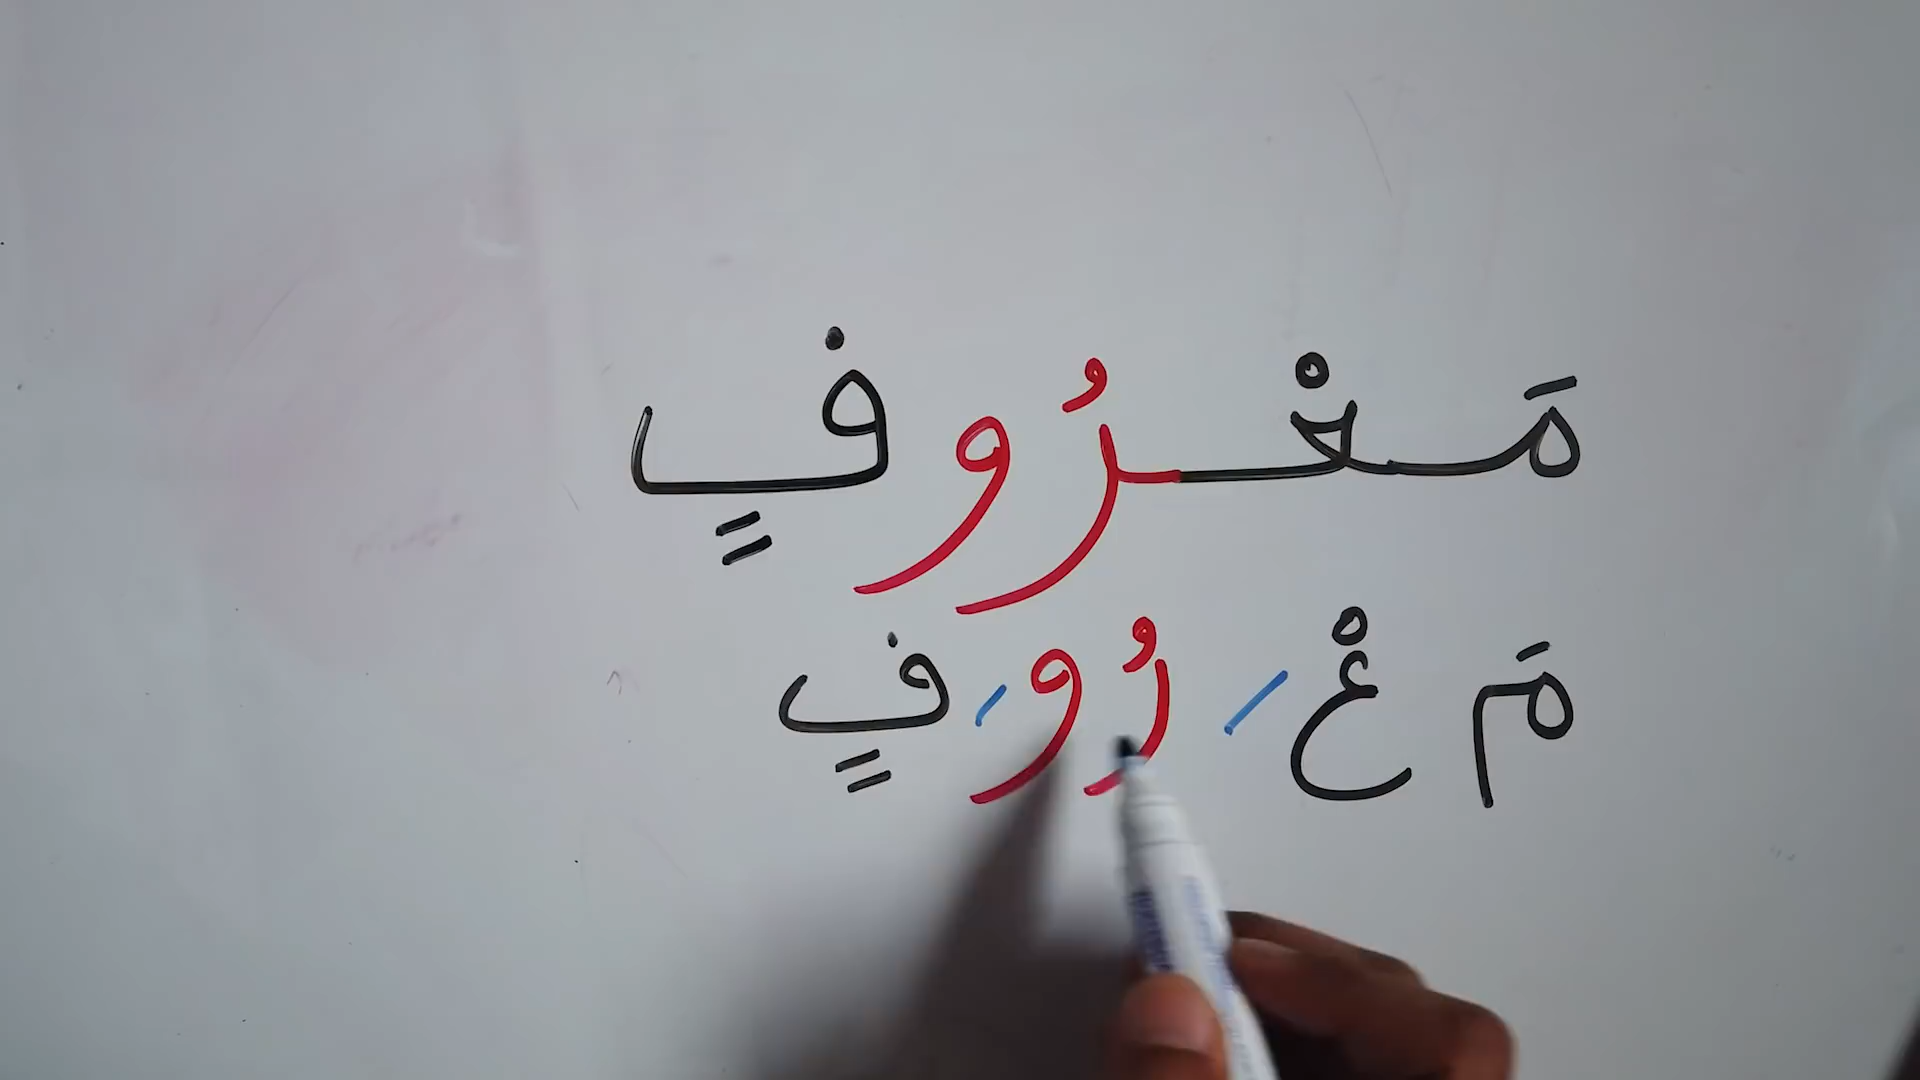 مَعْرُوفٍ
مَ عْ / رُ و / فٍ